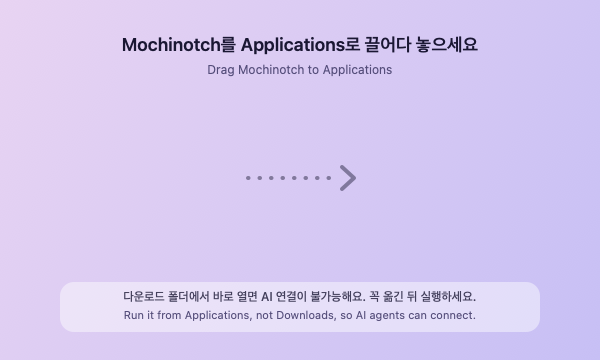 Mochinotch를 Applications로 끌어다 놓으세요
Drag Mochinotch to Applications
다운로드 폴더에서 바로 열면 AI 연결이 불가능해요. 꼭 옮긴 뒤 실행하세요.
Run it from Applications, not Downloads, so AI agents can connect.